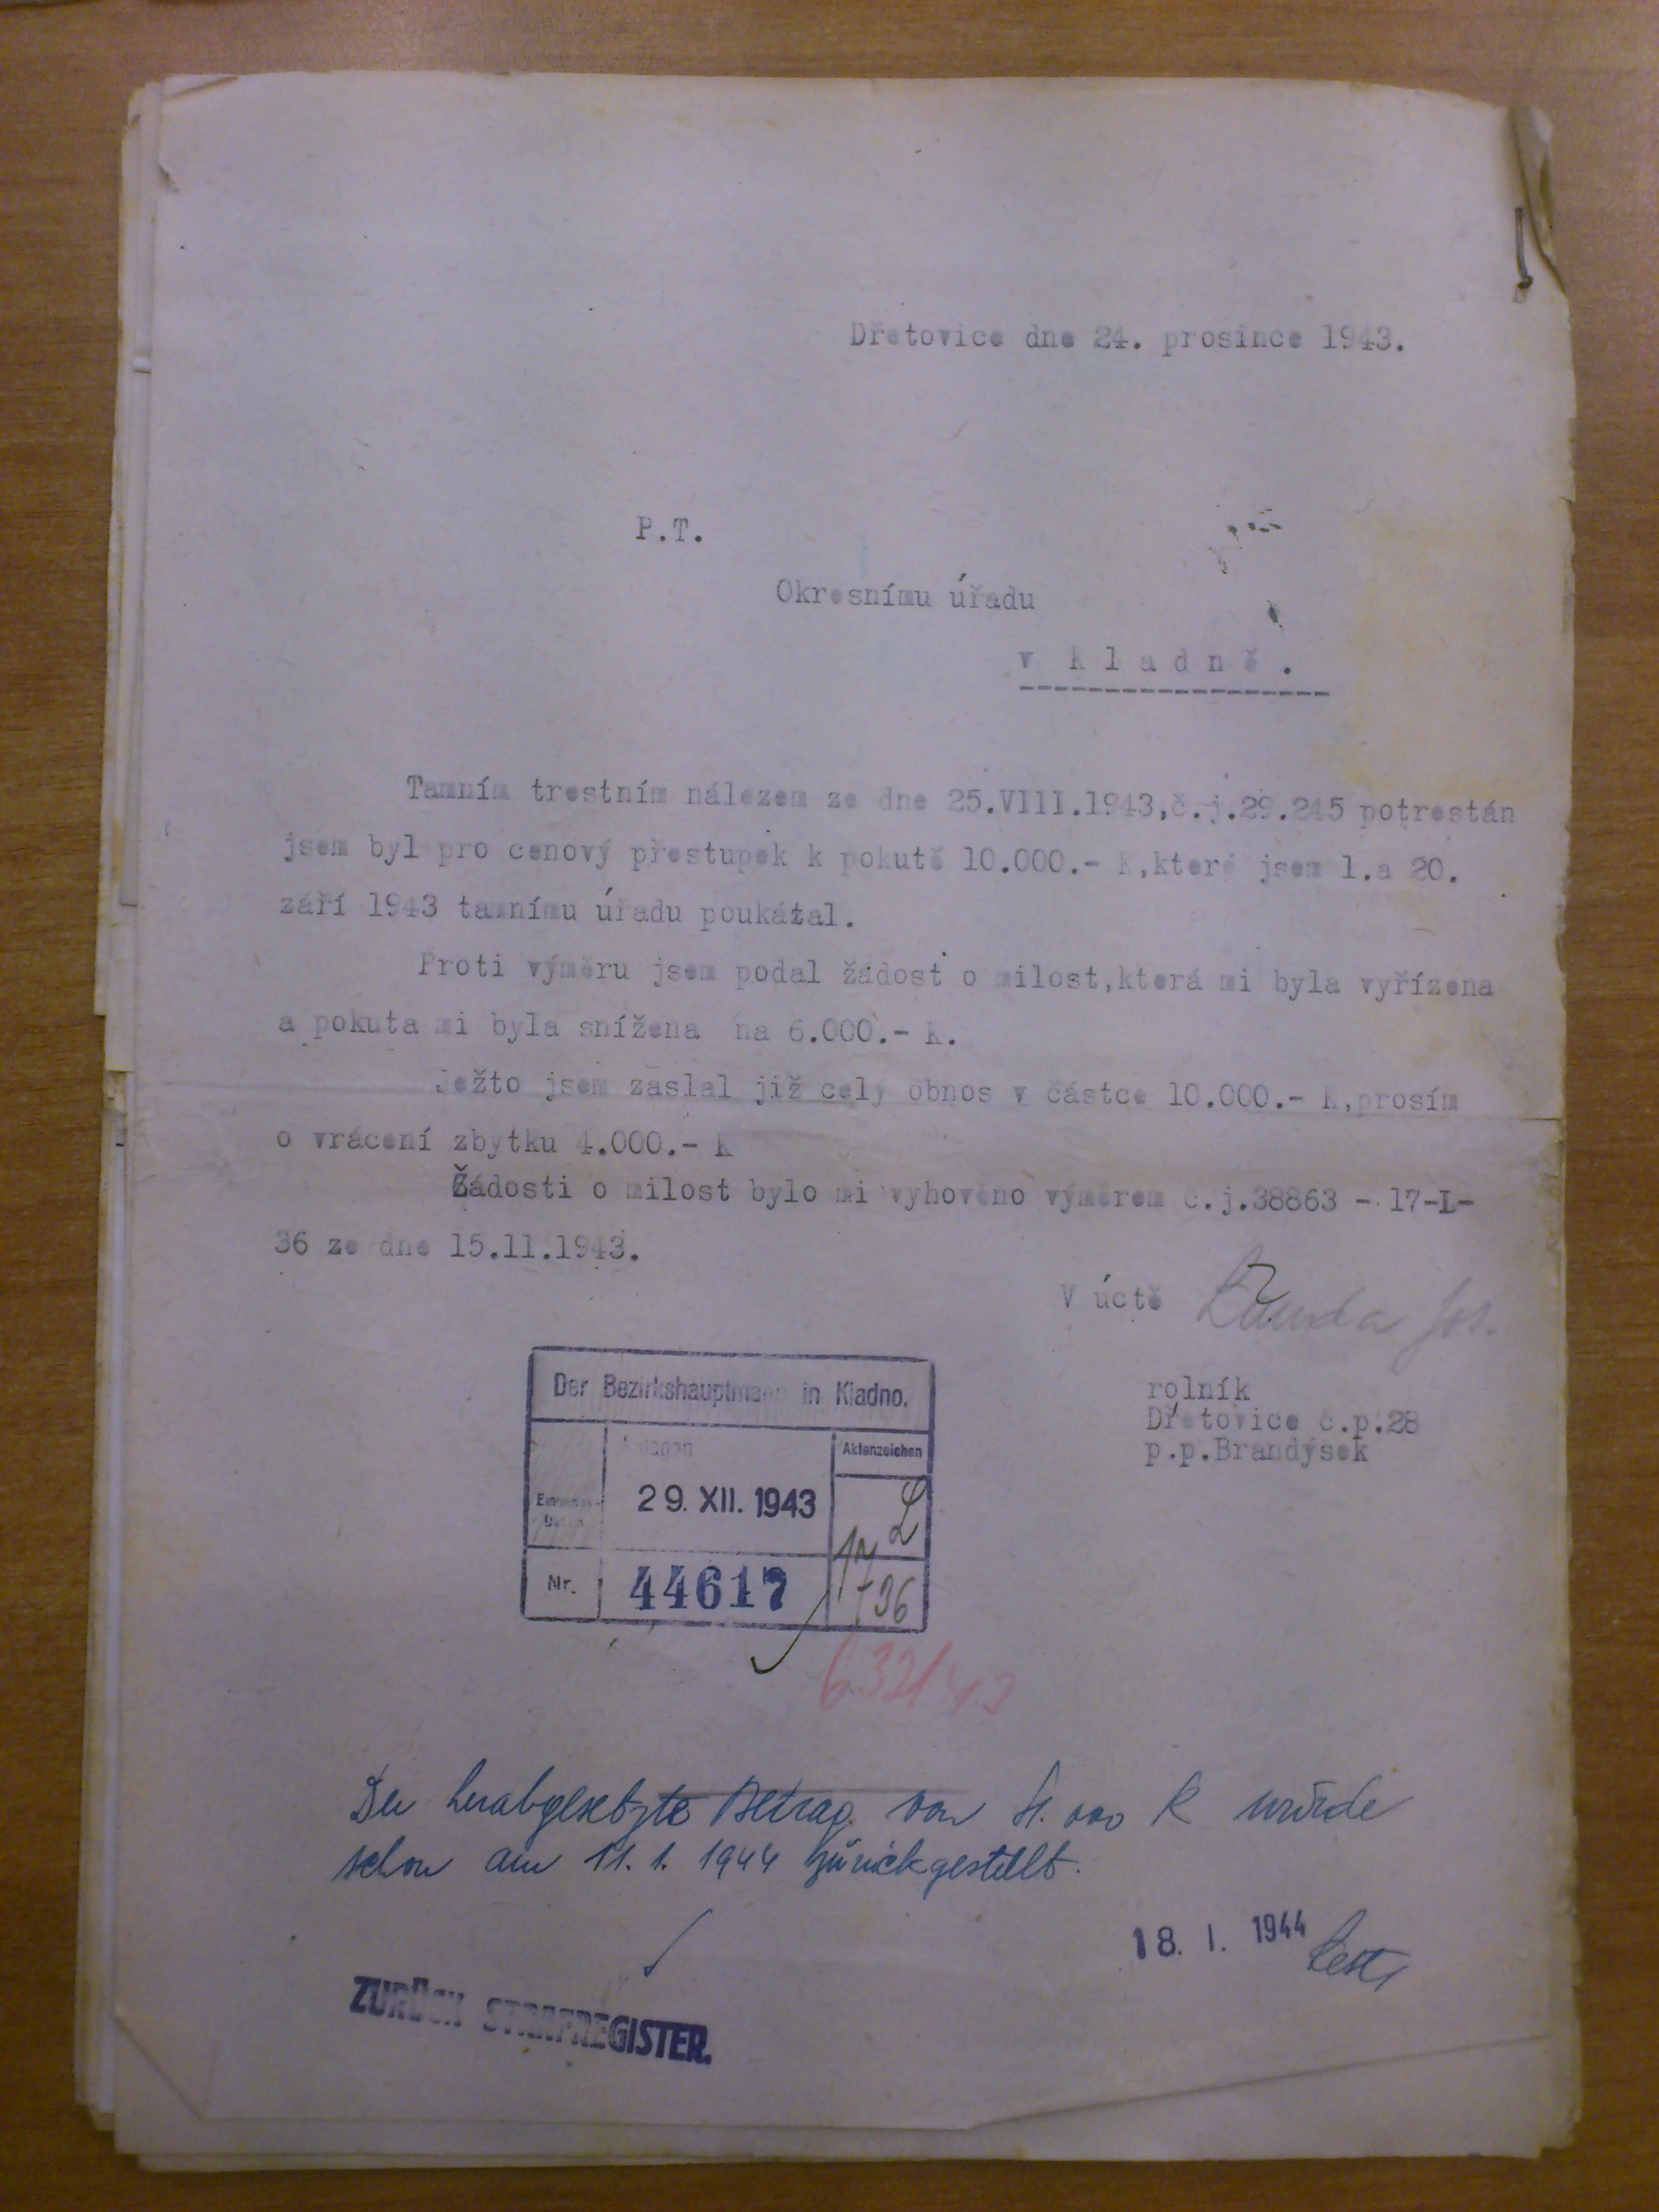 Dřetovice dne 24. prosince 1943.
P.T.
Okresnímu úřadu
v Kladně.
Tamním trestním nálezem ze dne 25.VIII.1943,č.j.29.245 potrestán
jsem byl pro cenový přestupek k pokutě 10.000.- K,které jsem 1.a 20.
září 1943 tamnímu úřadu poukázal.
Proti výměru jsem podal žádost o milost,která mi byla vyřízena
a pokuta mi byla snížena na 6.000.- K.
Ježto jsem zaslal již celý obnos v částce 10.000.- K,prosím
o vrácení zbytku 4.000.- K
Žádosti o milost bylo mi vyhověno výměrem č.j.38863 - 17-L-
36 ze dne 15.11.1943.
V úctě
Jos.
rolník
Dřetovice č.p.28
p.p.Brandýsek
Der Bezirkshauptmann in Kladno.
Aktenzeichen
29. XII. 1943
L
Nr. 44617
17
36
632/43
Der herabgesetzte Betrag von 4.000 K wurde
schon am 11.1.1944 zurückgestellt.
18. I. 1944
ZURÜCK STRAFREGISTER.